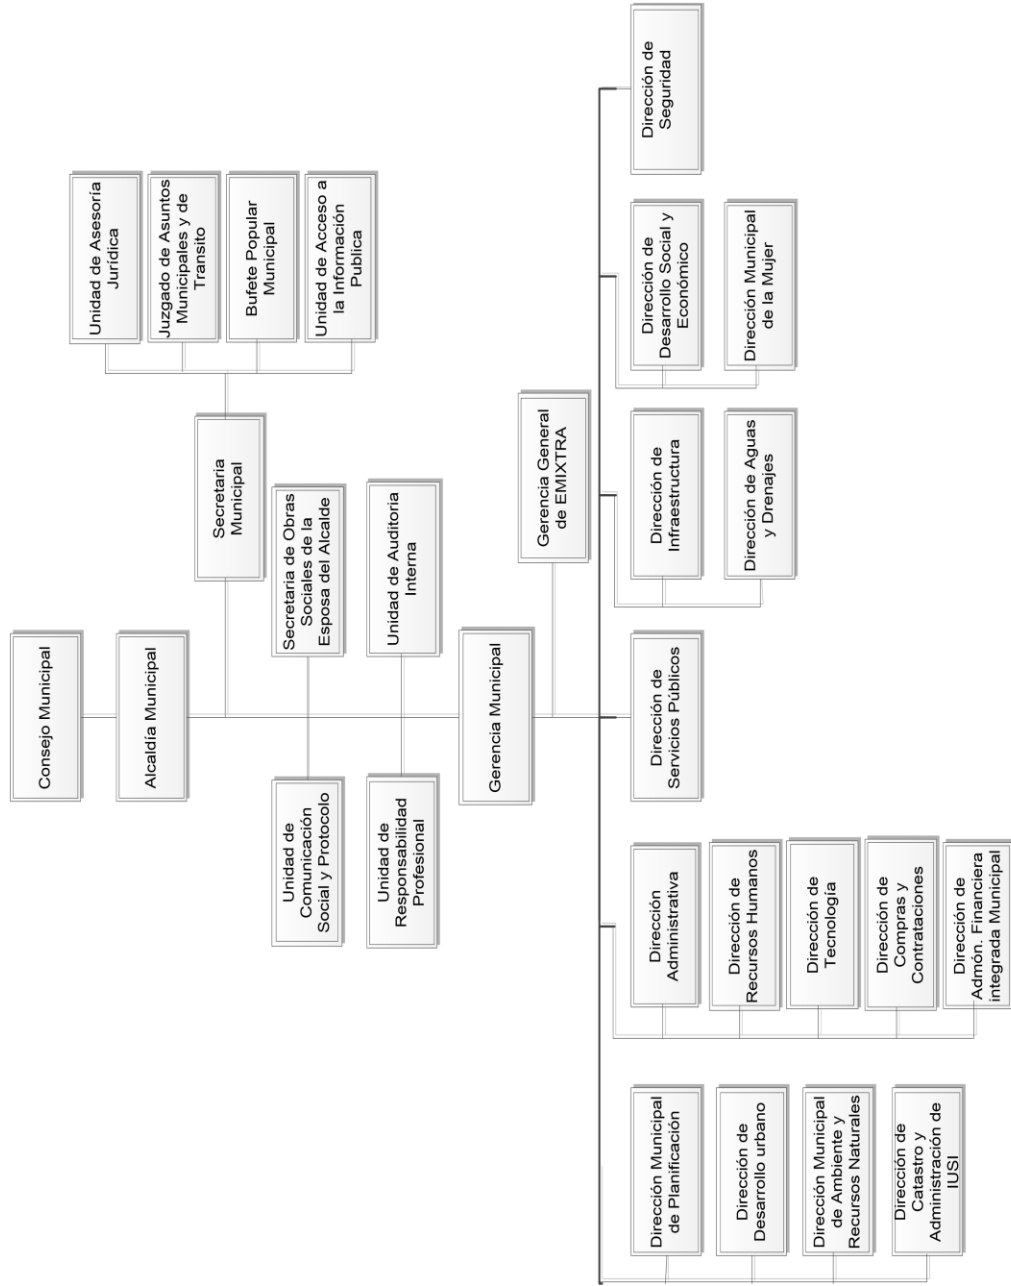 Consejo Municipal
Alcaldía Municipal
Secretaria
Municipal
Unidad de Asesoría
Jurídica
Juzgado de Asuntos
Municipales y de
Transito
Bufete Popular
Municipal
Unidad de Acceso a
la Información
Publica
Unidad de
Comunicación
Social y Protocolo
Secretaria de Obras
Sociales de la
Esposa del Alcalde
Unidad de
Responsabilidad
Profesional
Unidad de Auditoria
Interna
Gerencia Municipal
Gerencia General
de EMIXTRA
Dirección Municipal
de Planificación
Dirección de
Desarrollo urbano
Dirección Municipal
de Ambiente y
Recursos Naturales
Dirección de
Catastro y
Administración de
IUSI
Dirección
Administrativa
Dirección de
Recursos Humanos
Dirección de
Tecnología
Dirección de
Compras y
Contrataciones
Dirección de
Admón. Financiera
integrada Municipal
Dirección de
Servicios Públicos
Dirección de
Infraestructura
Dirección de Aguas
y Drenajes
Dirección de
Desarrollo Social y
Económico
Dirección Municipal
de la Mujer
Dirección de
Seguridad